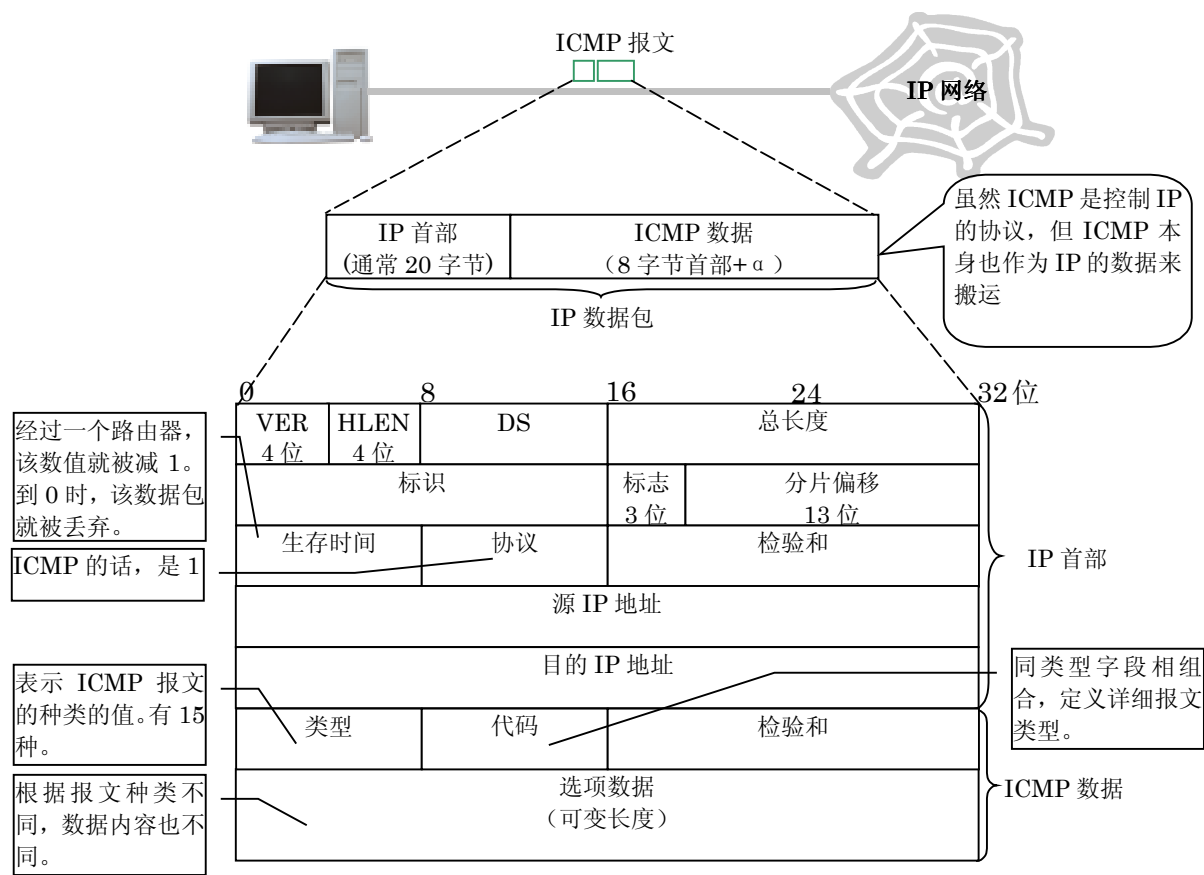 ICMP 报文
IP 网络
虽然 ICMP 是控制 IP
的协议，但 ICMP 本
身也作为 IP 的数据来
搬运
IP 首部
(通常 20 字节)
ICMP 数据
（8 字节首部+α）
IP 数据包
0 8 16 24 32 位
经过一个路由器，
该数值就被减 1。
到 0 时，该数据包
就被丢弃。
VER
4 位
HLEN
4 位
DS
总长度
标识
标志
3 位
分片偏移
13 位
ICMP 的话，是 1
生存时间
协议
检验和
IP 首部
源 IP 地址
目的 IP 地址
表示 ICMP 报文
的种类的值。有 15
种。
同类型字段相组
合，定义详细报文
类型。
类型
代码
检验和
根据报文种类不
同，数据内容也不
同。
选项数据
（可变长度）
ICMP 数据